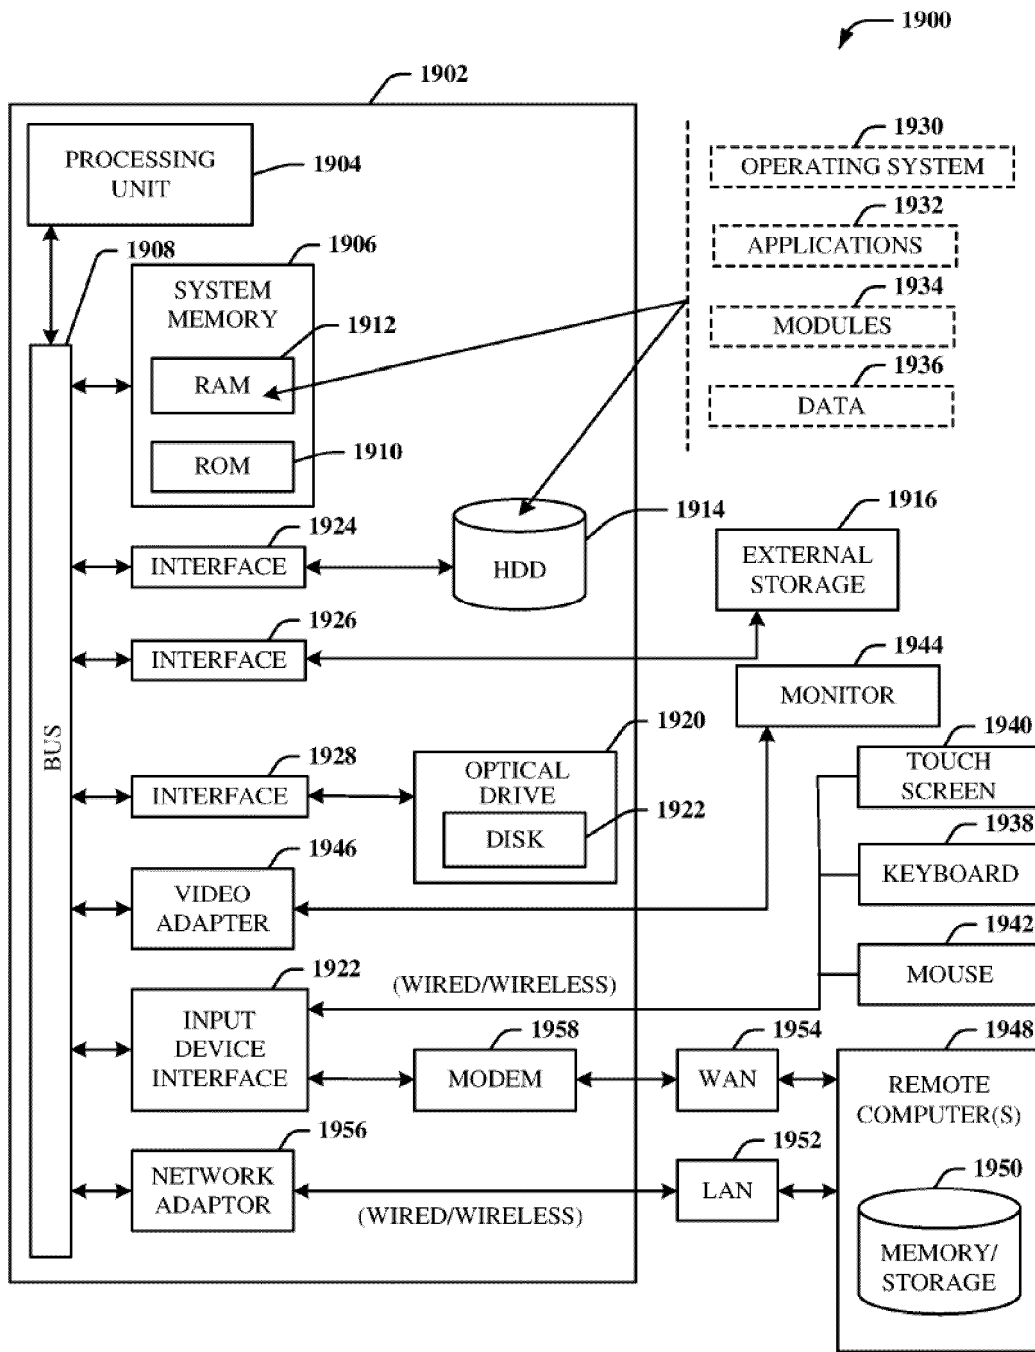 1900
1902
PROCESSING
UNIT
1904
1908
1906
SYSTEM
MEMORY
1912
RAM
1910
ROM
1930
OPERATING SYSTEM
1932
APPLICATIONS
1934
MODULES
1936
DATA
1924
INTERFACE
1914
HDD
1916
EXTERNAL
STORAGE
1926
INTERFACE
1944
MONITOR
BUS
1928
INTERFACE
1920
OPTICAL
DRIVE
1922
DISK
1940
TOUCH
SCREEN
1938
KEYBOARD
1942
MOUSE
1946
VIDEO
ADAPTER
1922
INPUT
DEVICE
INTERFACE
(WIRED/WIRELESS)
1958
MODEM
1954
WAN
1948
REMOTE
COMPUTER(S)
1956
NETWORK
ADAPTOR
(WIRED/WIRELESS)
1952
LAN
1950
MEMORY/
STORAGE